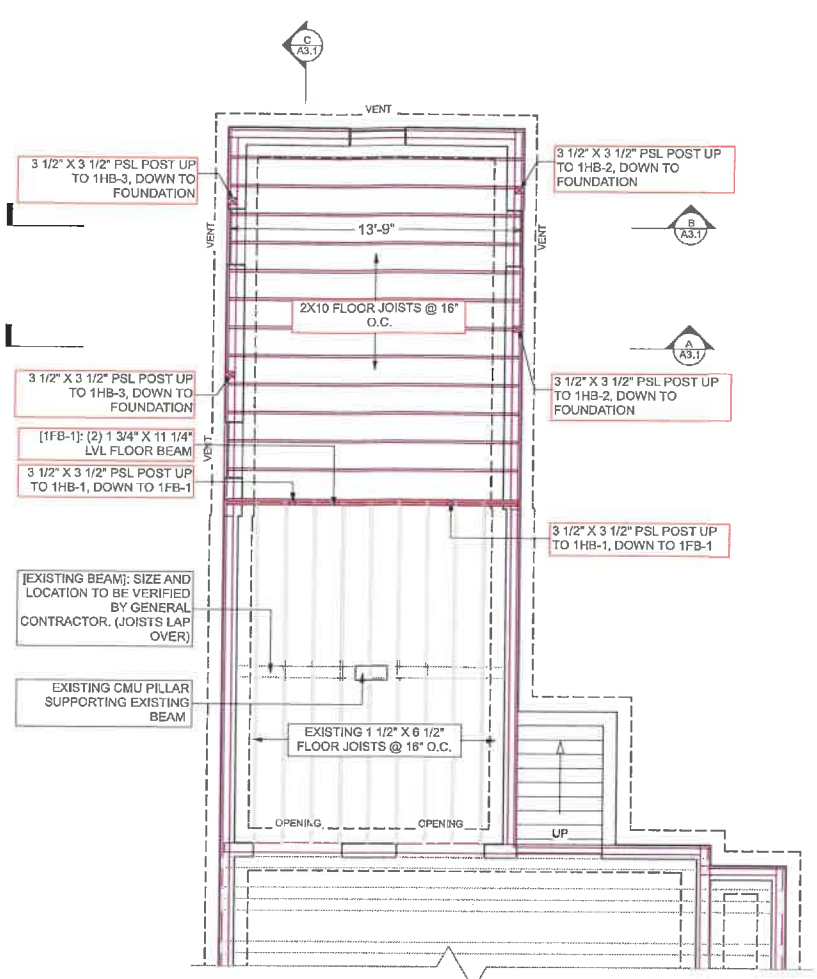 C
A3.1
VENT
3 1/2" X 3 1/2" PSL POST UP
TO 1HB-3, DOWN TO
FOUNDATION
3 1/2" X 3 1/2" PSL POST UP
TO 1HB-2, DOWN TO
FOUNDATION
VENT
13'-9"
VENT
B
A3.1
2X10 FLOOR JOISTS @ 16"
O.C.
A
A3.1
3 1/2" X 3 1/2" PSL POST UP
TO 1HB-3, DOWN TO
FOUNDATION
3 1/2" X 3 1/2" PSL POST UP
TO 1HB-2, DOWN TO
FOUNDATION
[1FB-1]: (2) 1 3/4" X 11 1/4"
LVL FLOOR BEAM
VENT
3 1/2" X 3 1/2" PSL POST UP
TO 1HB-1, DOWN TO 1FB-1
3 1/2" X 3 1/2" PSL POST UP
TO 1HB-1, DOWN TO 1FB-1
[EXISTING BEAM]: SIZE AND
LOCATION TO BE VERIFIED
BY GENERAL
CONTRACTOR. (JOISTS LAP
OVER)
EXISTING CMU PILLAR
SUPPORTING EXISTING
BEAM
EXISTING 1 1/2" X 6 1/2"
FLOOR JOISTS @ 16" O.C.
OPENING
OPENING
UP